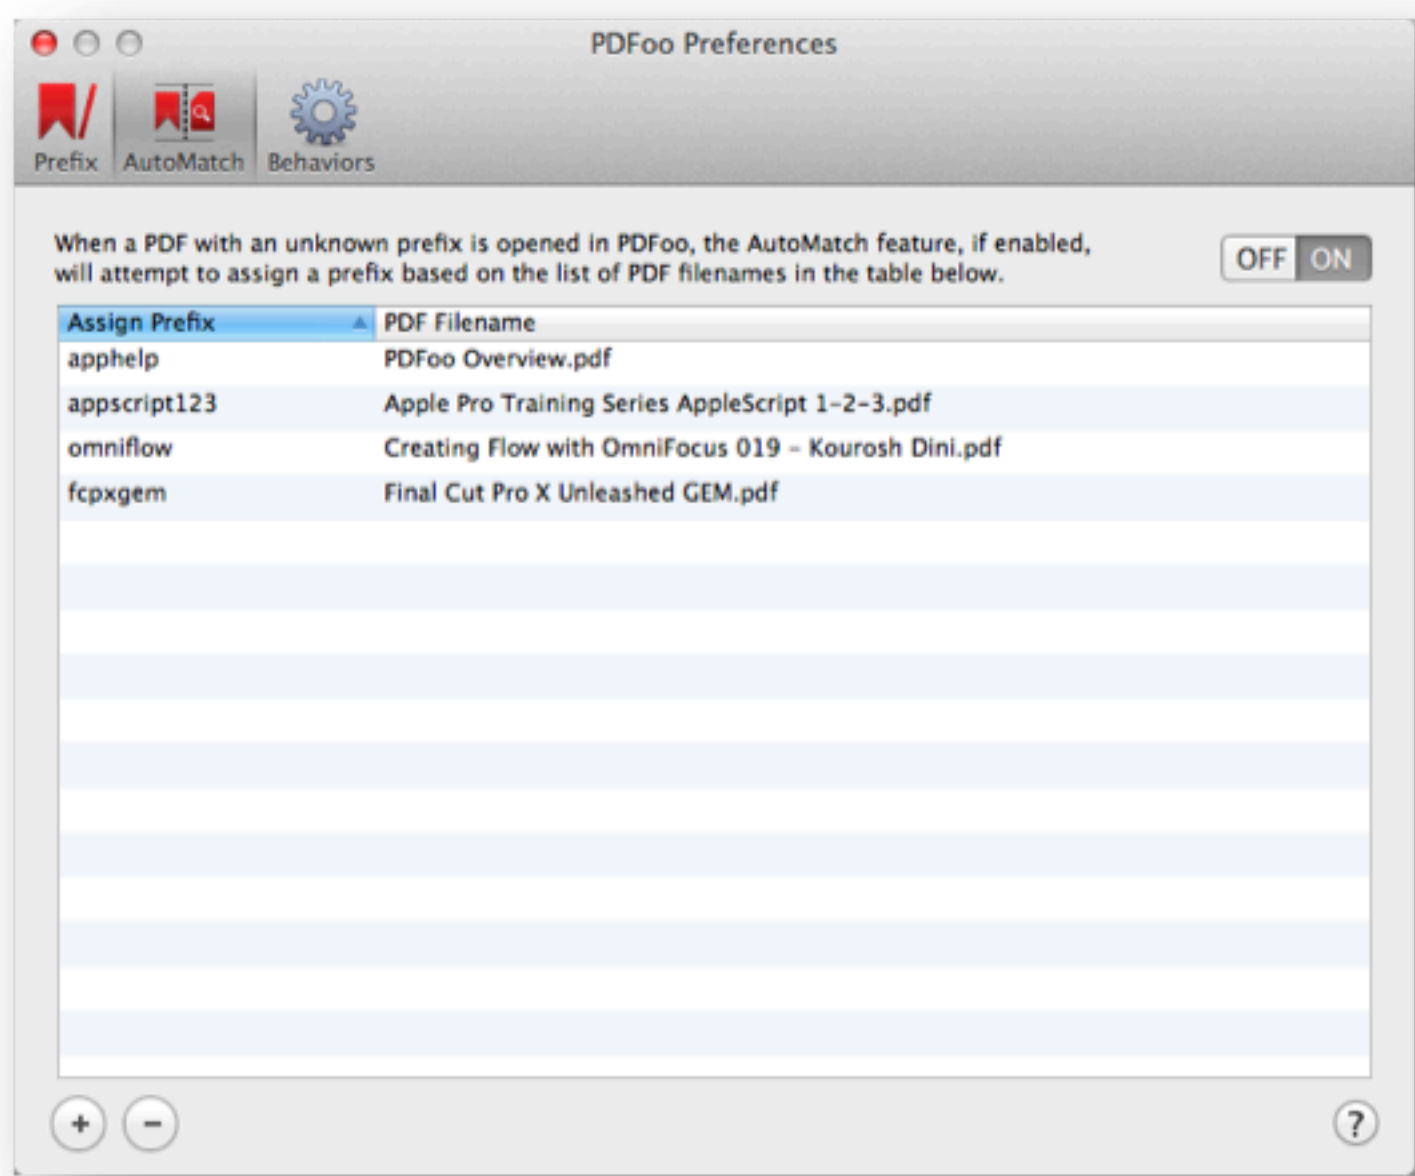 PDFoo Preferences
Prefix AutoMatch Behaviors
When a PDF with an unknown prefix is opened in PDFoo, the AutoMatch feature, if enabled,
will attempt to assign a prefix based on the list of PDF filenames in the table below.
OFF ON
Assign Prefix PDF Filename
apphelp PDFoo Overview.pdf
appscript123 Apple Pro Training Series AppleScript 1-2-3.pdf
omniflow Creating Flow with OmniFocus 019 – Kourosh Dini.pdf
fcpxgem Final Cut Pro X Unleashed GEM.pdf
+ − ?